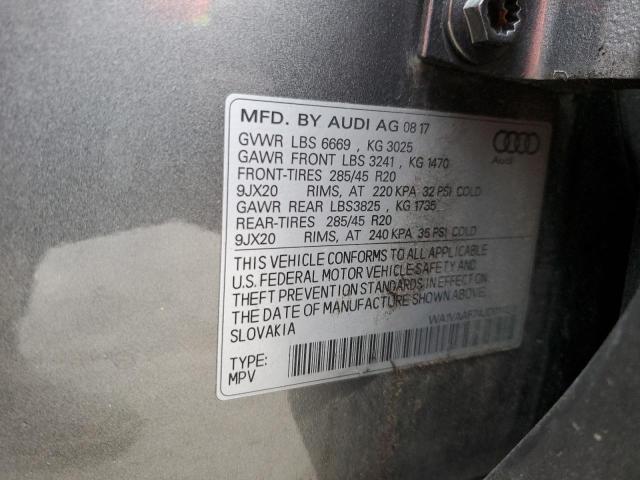 MFD. BY AUDI AG 08 17
GVWR LBS 6669 , KG 3025
GAWR FRONT LBS 3241 , KG 1470
FRONT-TIRES 285/45 R20
9JX20 RIMS, AT 220 KPA 32 PSI COLD
GAWR REAR LBS3825 , KG 1735
REAR-TIRES 285/45 R20
9JX20 RIMS, AT 240 KPA 35 PSI COLD
Audi
THIS VEHICLE CONFORMS TO ALL APPLICABLE
U.S. FEDERAL MOTOR VEHICLE SAFETY AND
THEFT PREVENTION STANDARDS IN EFFECT ON
THE DATE OF MANUFACTURE SHOWN ABOVE.
SLOVAKIA
TYPE:
MPV